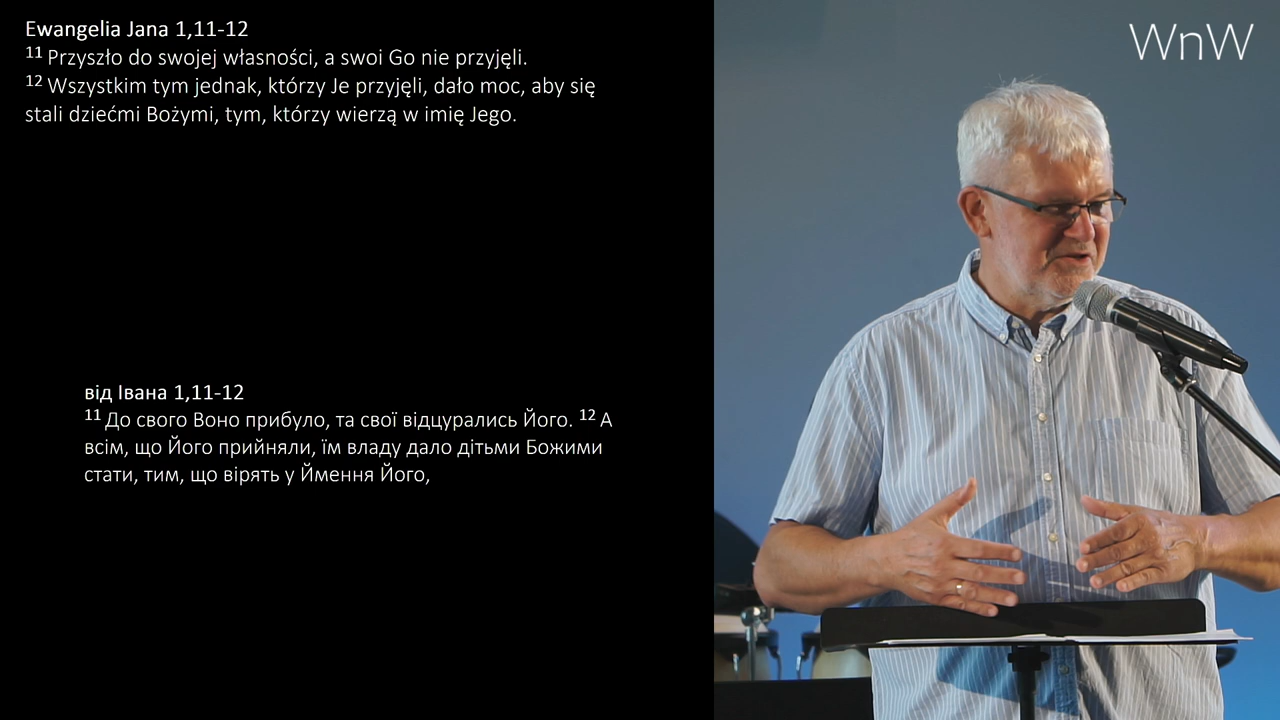 Ewangelia Jana 1,11-12
11 Przyszło do swojej własności, a swoi Go nie przyjęli.
12 Wszystkim tym jednak, którzy Je przyjęli, dało moc, aby się
stali dziećmi Bożymi, tym, którzy wierzą w imię Jego.
WnW
від Івана 1,11-12
11 До свого Воно прибуло, та свої відцурались Його. 12 А
всім, що Його прийняли, їм владу дало дітьми Божими
стати, тим, що вірять у Ймення Його,